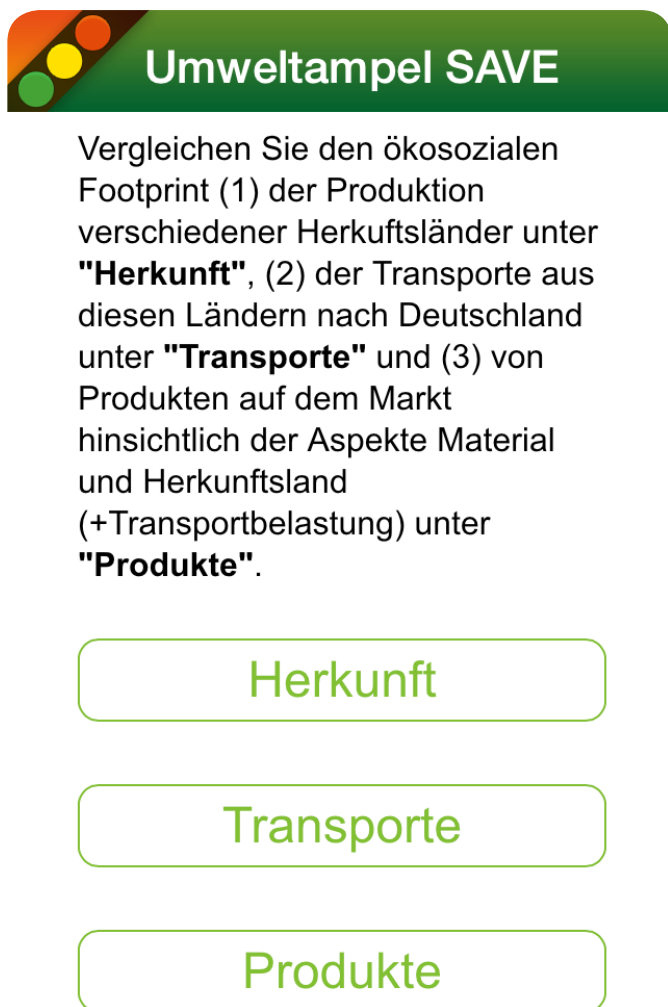 Umweltampel SAVE
Vergleichen Sie den ökosozialen
Footprint (1) der Produktion
verschiedener Herkuftsländer unter
"Herkunft", (2) der Transporte aus
diesen Ländern nach Deutschland
unter "Transporte" und (3) von
Produkten auf dem Markt
hinsichtlich der Aspekte Material
und Herkunftsland
(+Transportbelastung) unter
"Produkte".
Herkunft
Transporte
Produkte